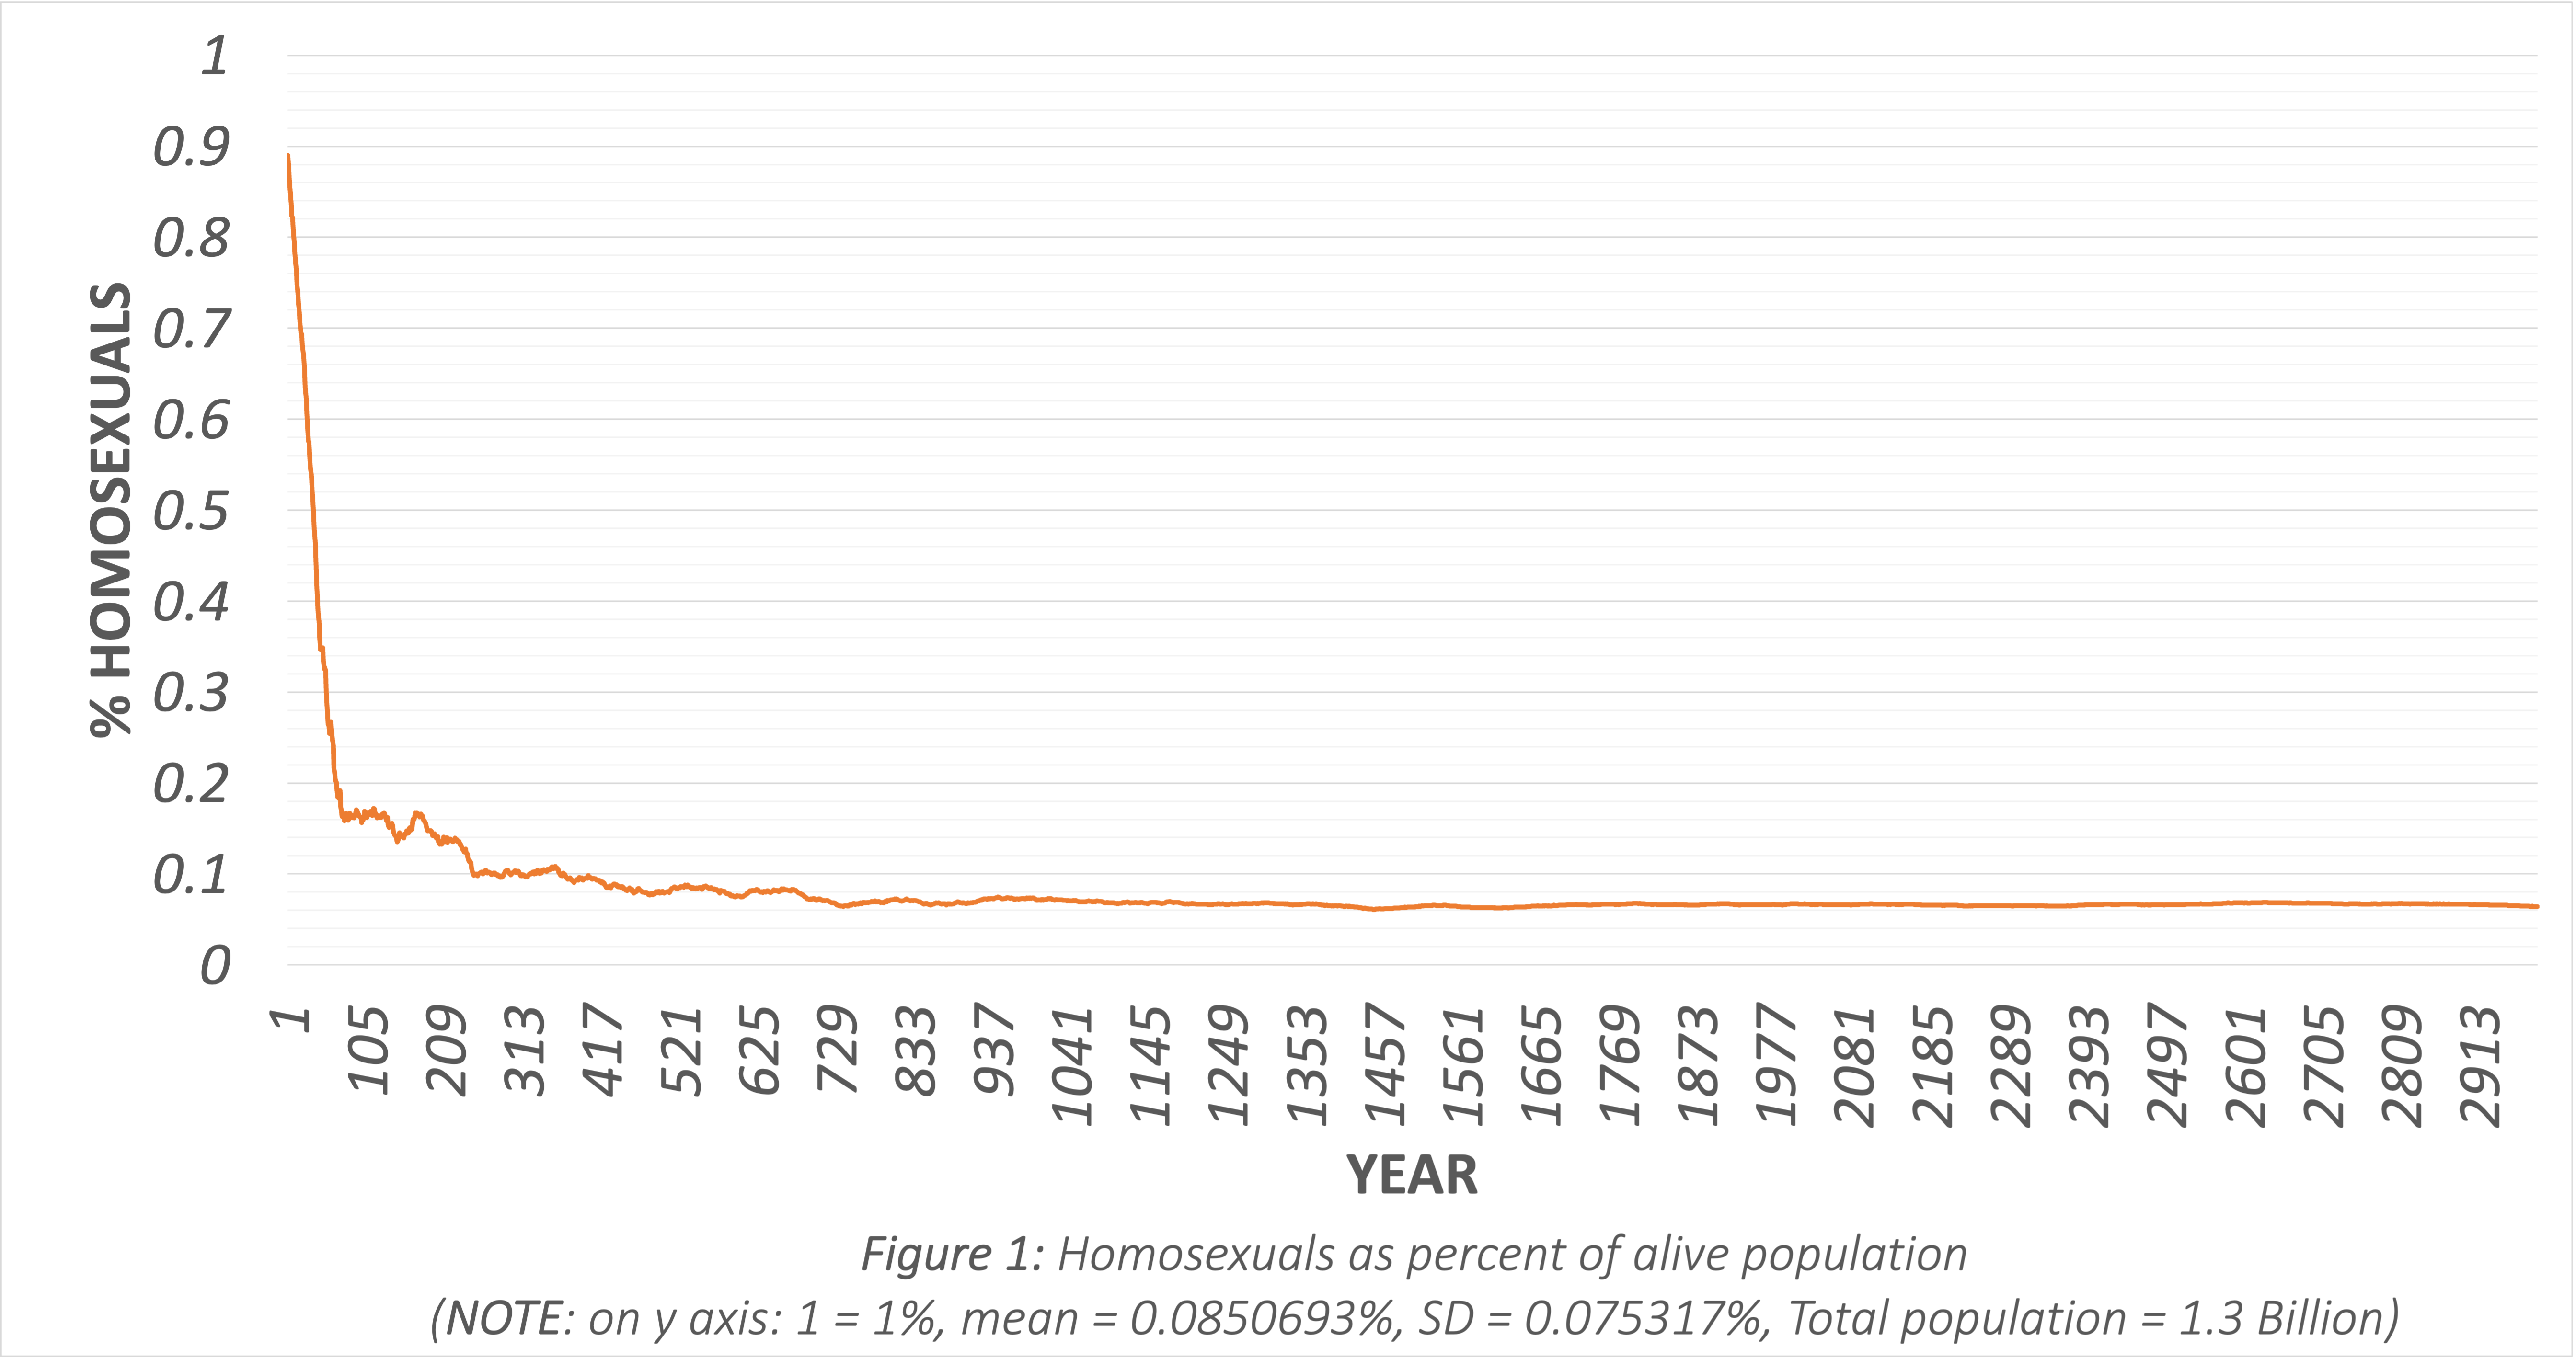 1
0.9
0.8
0.7
0.6
0.5
0.4
0.3
0.2
0.1
0
% HOMOSEXUALS
1 105 209 313 417 521 625 729 833 937 1041 1145 1249 1353 1457 1561 1665 1769 1873 1977 2081 2185 2289 2393 2497 2601 2705 2809 2913
YEAR
Figure 1: Homosexuals as percent of alive population
(NOTE: on y axis: 1 = 1%, mean = 0.0850693%, SD = 0.075317%, Total population = 1.3 Billion)